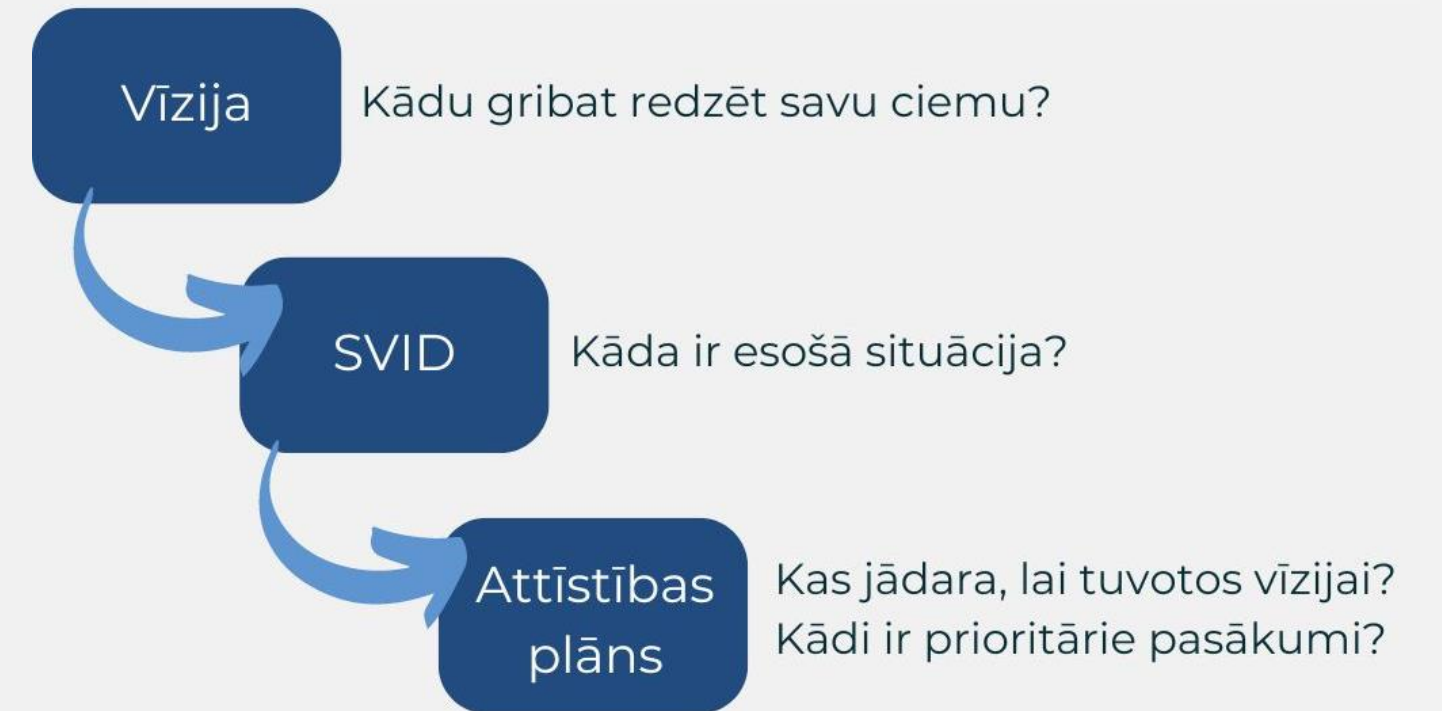 Vīzija
Kādu gribat redzēt savu ciemu?
SVID
Kāda ir esošā situācija?
Attīstības
plāns
Kas jādara, lai tuvotos vīzijai?
Kādi ir prioritārie pasākumi?